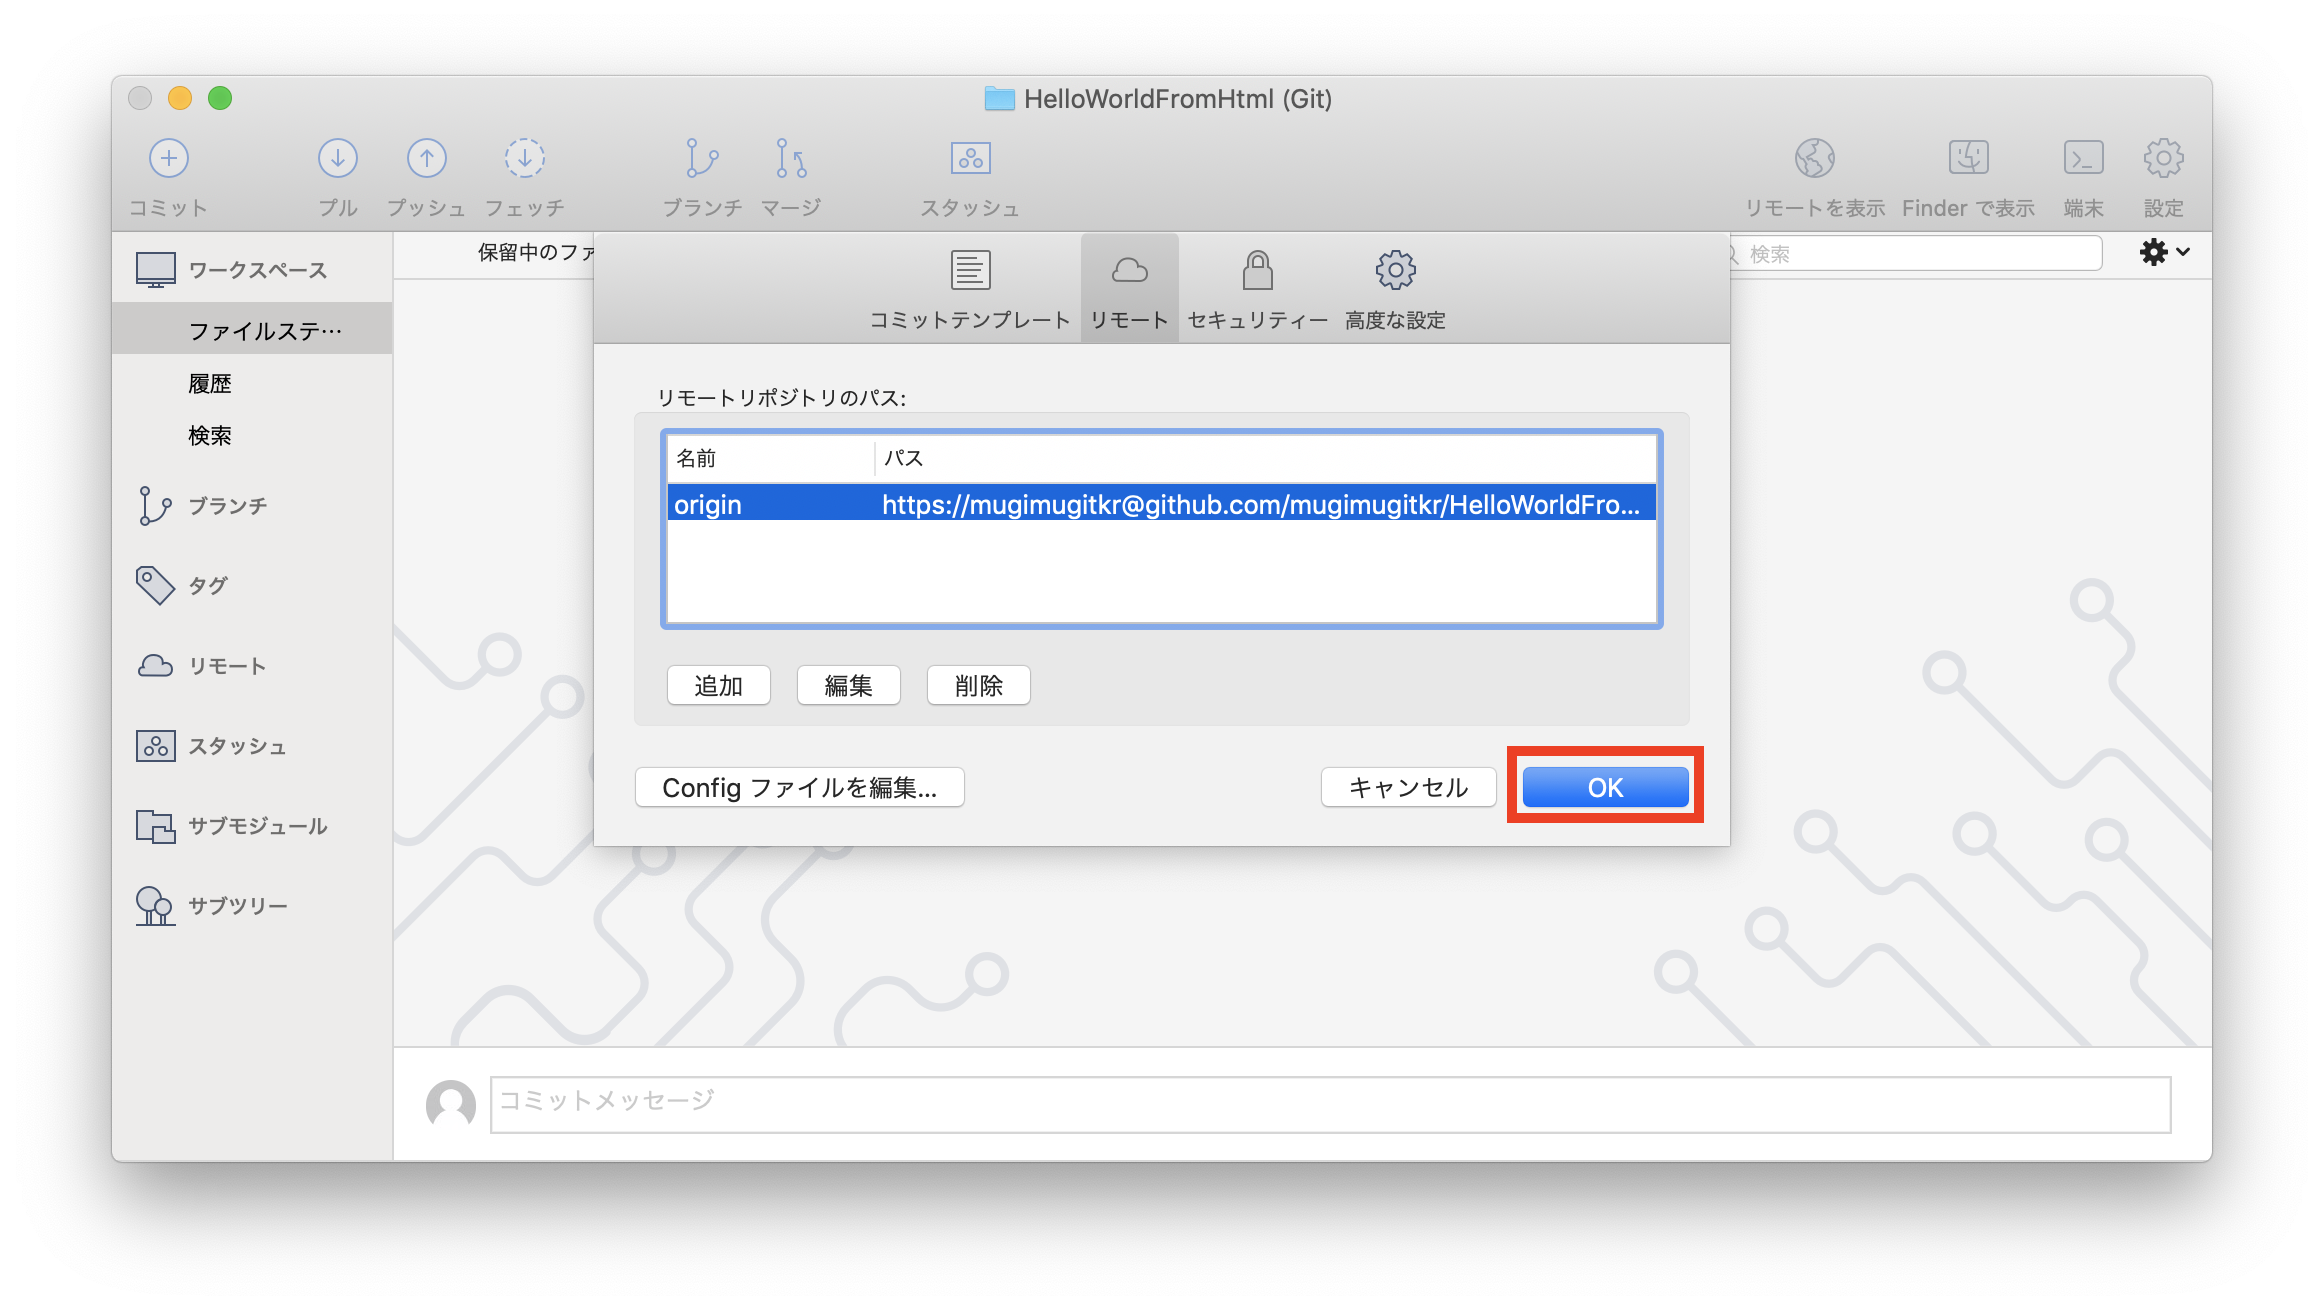 HelloWorldFromHtml (Git)
コミット プル プッシュ フェッチ ブランチ マージ スタッシュ リモートを表示 Finder で表示 端末 設定
ワークスペース
ファイルステ…
履歴
検索
ブランチ
タグ
リモート
スタッシュ
サブモジュール
サブツリー
保留中のファ
検索
コミットテンプレート リモート セキュリティー 高度な設定
リモートリポジトリのパス:
名前 パス
origin https://mugimugitkr@github.com/mugimugitkr/HelloWorldFro...
追加 編集 削除
Config ファイルを編集... キャンセル OK
コミットメッセージ